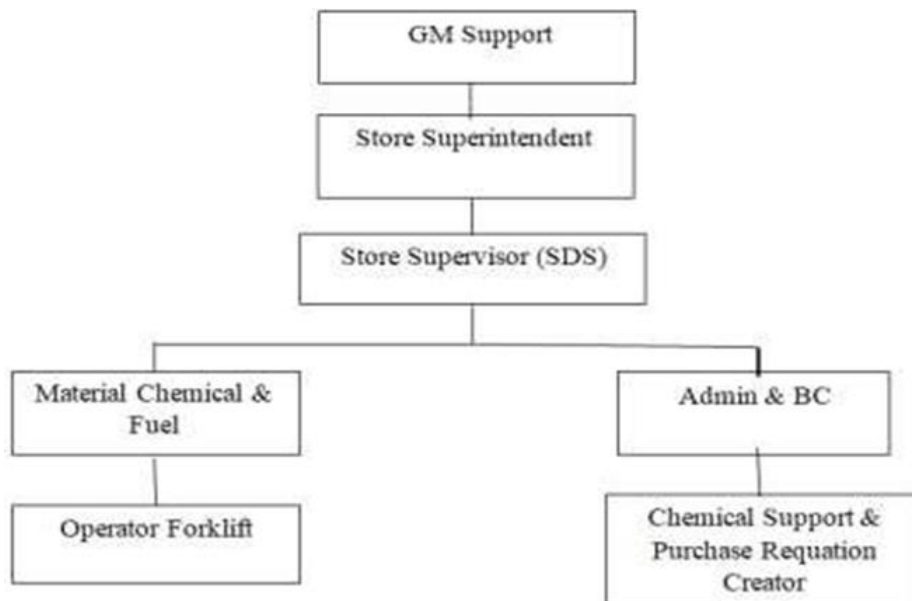 GM Support
Store Superintendent
Store Supervisor (SDS)
Material Chemical &
Fuel
Admin & BC
Operator Forklift
Chemical Support &
Purchase Requation
Creator